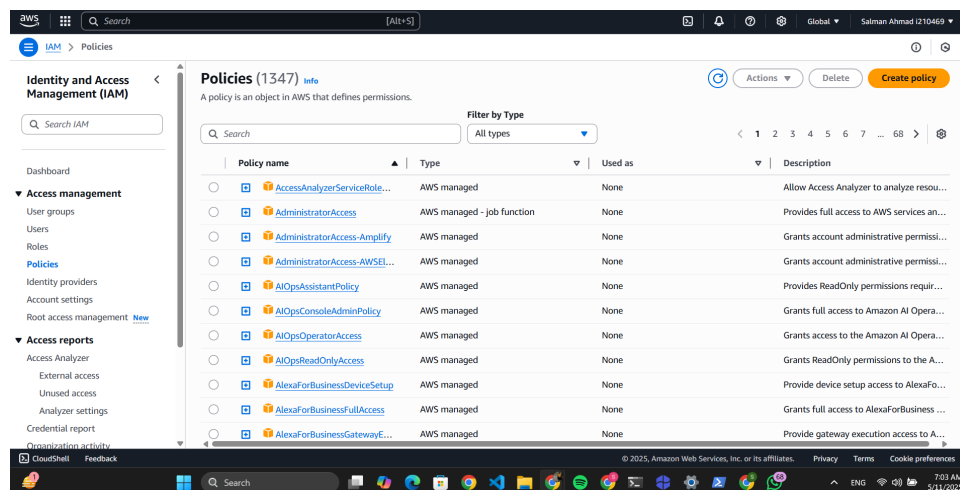 aws
Search [Alt+S]
Global ▼ Salman Ahmad i210469 ▼
IAM > Policies
Identity and Access Management (IAM)
Search IAM
Dashboard
Access management
User groups
Users
Roles
Policies
Identity providers
Account settings
Root access management New
Access reports
Access Analyzer
External access
Unused access
Analyzer settings
Credential report
Organization activity
Policies (1347) Info
A policy is an object in AWS that defines permissions.
Actions ▼ Delete Create policy
Filter by Type
Search All types
< 1 2 3 4 5 6 7 ... 68 >
Policy name Type Used as Description
AccessAnalyzerServiceRole... AWS managed None Allow Access Analyzer to analyze resou...
AdministratorAccess AWS managed - job function None Provides full access to AWS services an...
AdministratorAccess-Amplify AWS managed None Grants account administrative permissi...
AdministratorAccess-AWSEl... AWS managed None Grants account administrative permissi...
AIOpsAssistantPolicy AWS managed None Provides ReadOnly permissions requir...
AIOpsConsoleAdminPolicy AWS managed None Grants full access to Amazon AI Opera...
AIOpsOperatorAccess AWS managed None Grants access to the Amazon AI Opera...
AIOpsReadOnlyAccess AWS managed None Grants ReadOnly permissions to the A...
AlexaForBusinessDeviceSetup AWS managed None Provide device setup access to AlexaFo...
AlexaForBusinessFullAccess AWS managed None Grants full access to AlexaForBusiness ...
AlexaForBusinessGatewayE... AWS managed None Provide gateway execution access to A...
CloudShell Feedback © 2025, Amazon Web Services, Inc. or its affiliates. Privacy Terms Cookie preferences
Search ENG 7:03 AM
5/11/2025